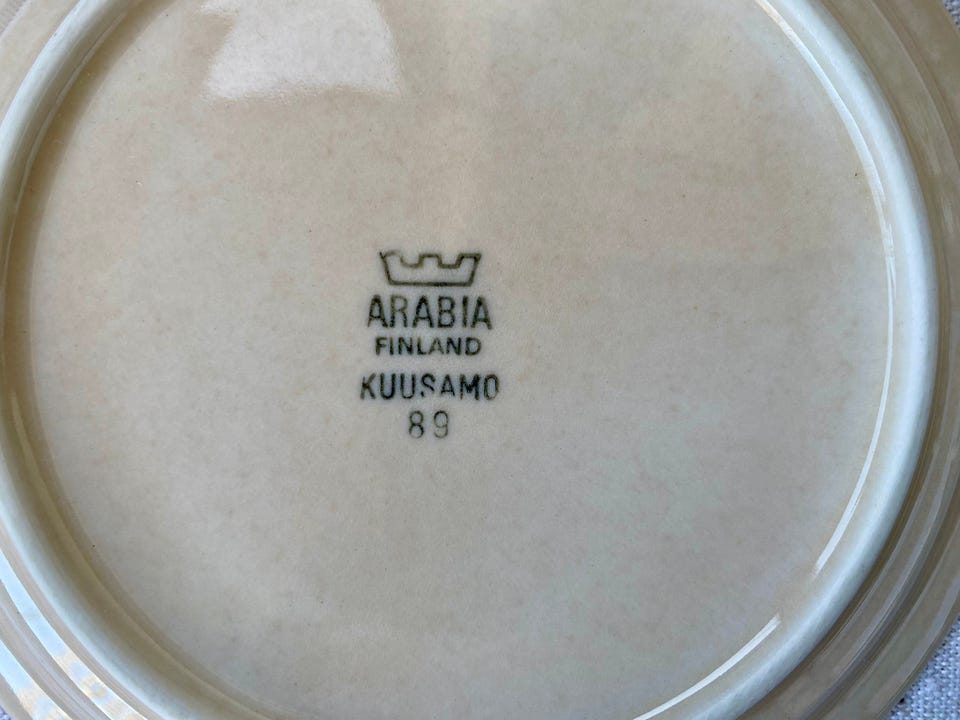 ARABIA
FINLAND
KUUSAMO
89